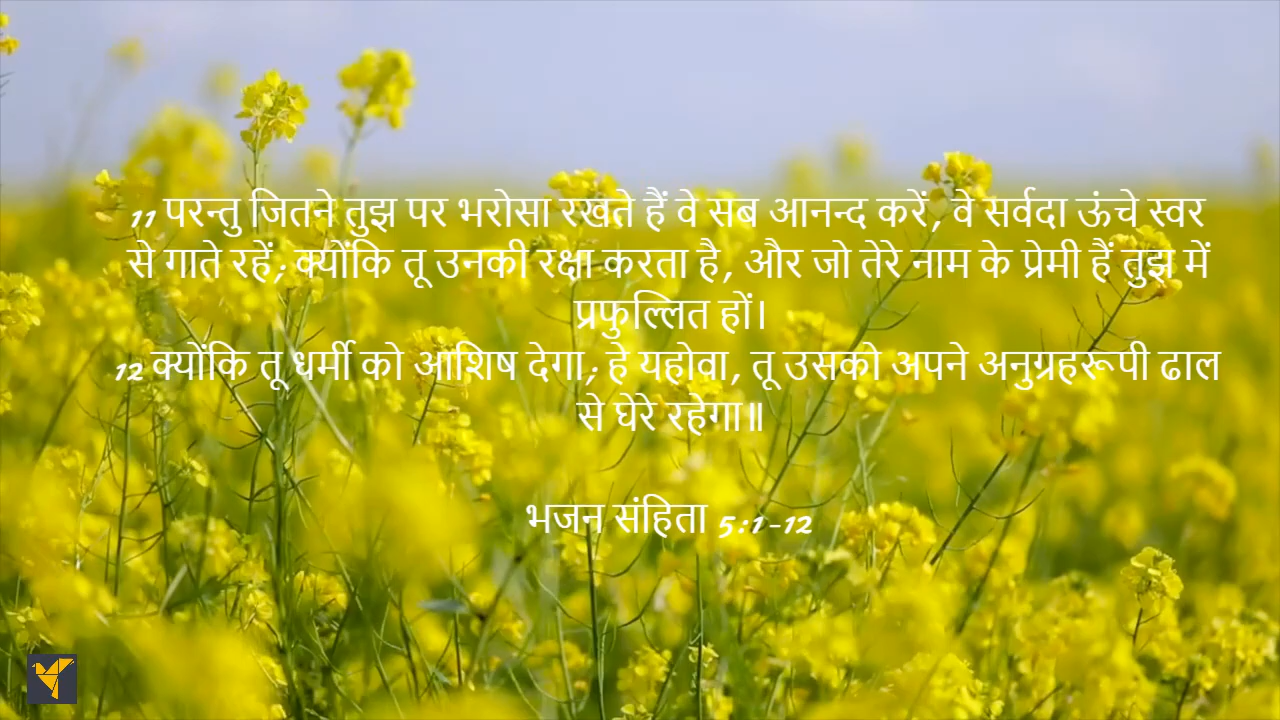 11 परन्तु जितने तुझ पर भरोसा रखते हैं वे सब आनन्द करें, वे सर्वदा ऊंचे स्वर
से गाते रहें; क्योंकि तू उनकी रक्षा करता है, और जो तेरे नाम के प्रेमी हैं तुझ में
प्रफुल्लित हों।
12 क्योंकि तू धर्मी को आशिष देगा; हे यहोवा, तू उसको अपने अनुग्रहरूपी ढाल
से घेरे रहेगा॥
भजन संहिता 5:1-12